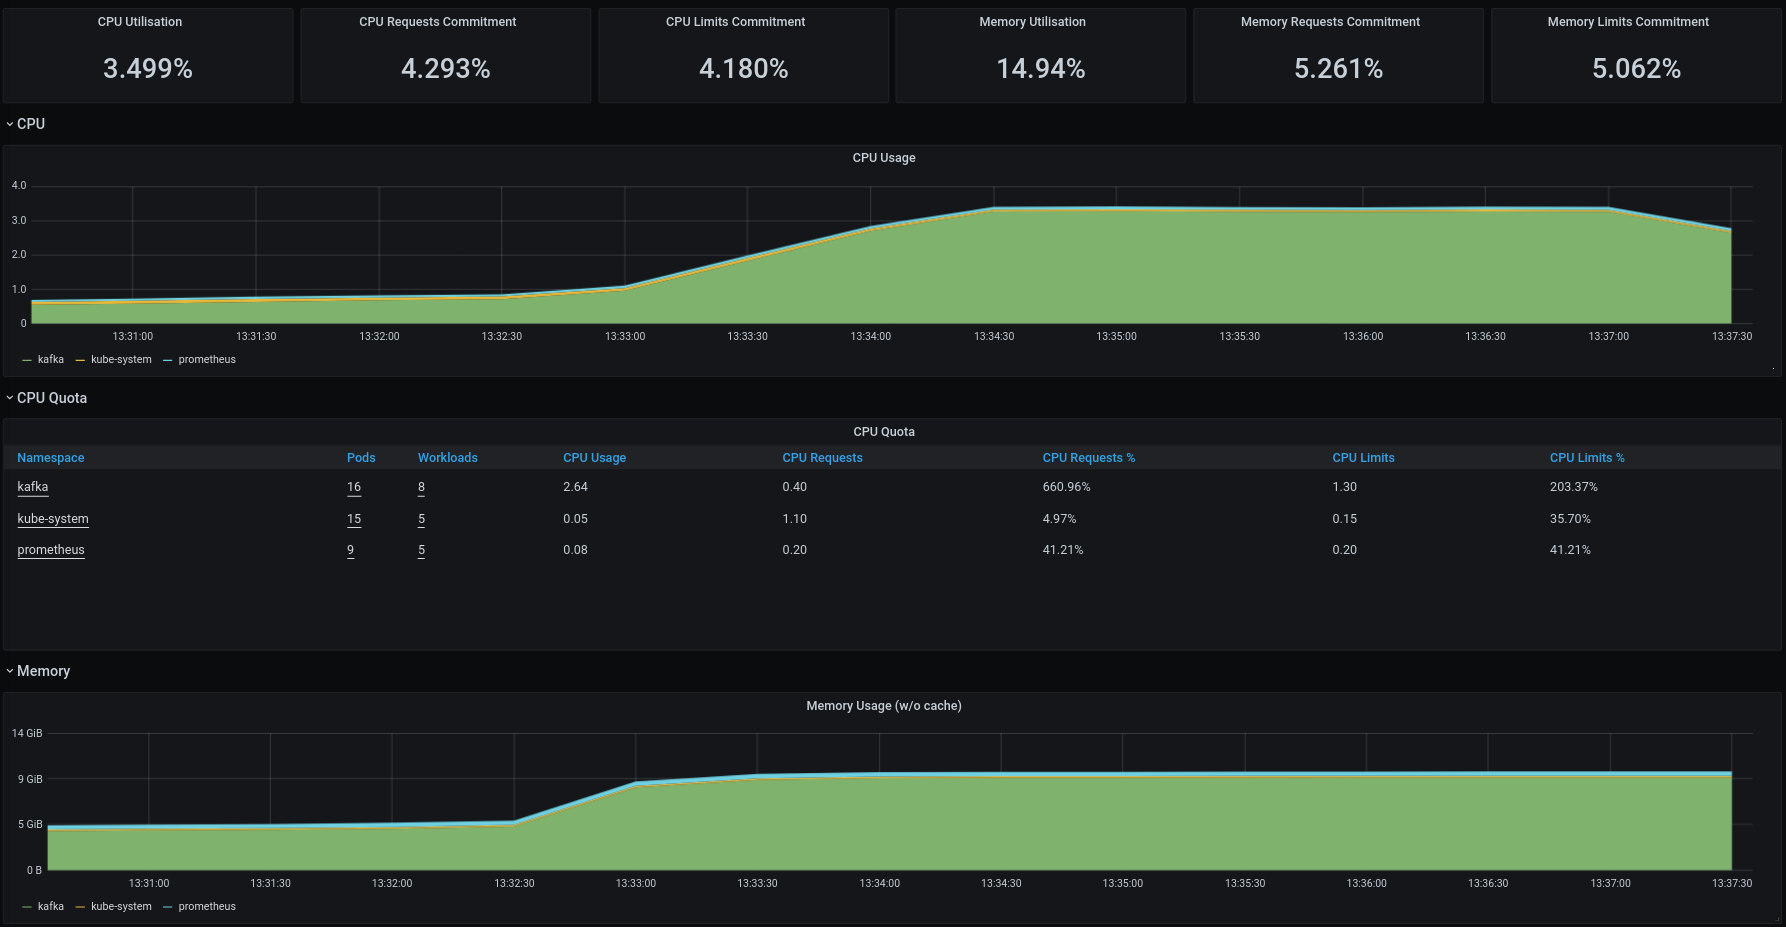 CPU Utilisation CPU Requests Commitment CPU Limits Commitment Memory Utilisation Memory Requests Commitment Memory Limits Commitment
3.499% 4.293% 4.180% 14.94% 5.261% 5.062%
CPU
CPU Usage
4.0
3.0
2.0
1.0
0
13:31:00 13:31:30 13:32:00 13:32:30 13:33:00 13:33:30 13:34:00 13:34:30 13:35:00 13:35:30 13:36:00 13:36:30 13:37:00 13:37:30
kafka kube-system prometheus
CPU Quota
CPU Quota
Namespace Pods Workloads CPU Usage CPU Requests CPU Requests % CPU Limits CPU Limits %
kafka 16 8 2.64 0.40 660.96% 1.30 203.37%
kube-system 15 5 0.05 1.10 4.97% 0.15 35.70%
prometheus 9 5 0.08 0.20 41.21% 0.20 41.21%
Memory
Memory Usage (w/o cache)
14 GiB
9 GiB
5 GiB
0 B
13:31:00 13:31:30 13:32:00 13:32:30 13:33:00 13:33:30 13:34:00 13:34:30 13:35:00 13:35:30 13:36:00 13:36:30 13:37:00 13:37:30
kafka kube-system prometheus